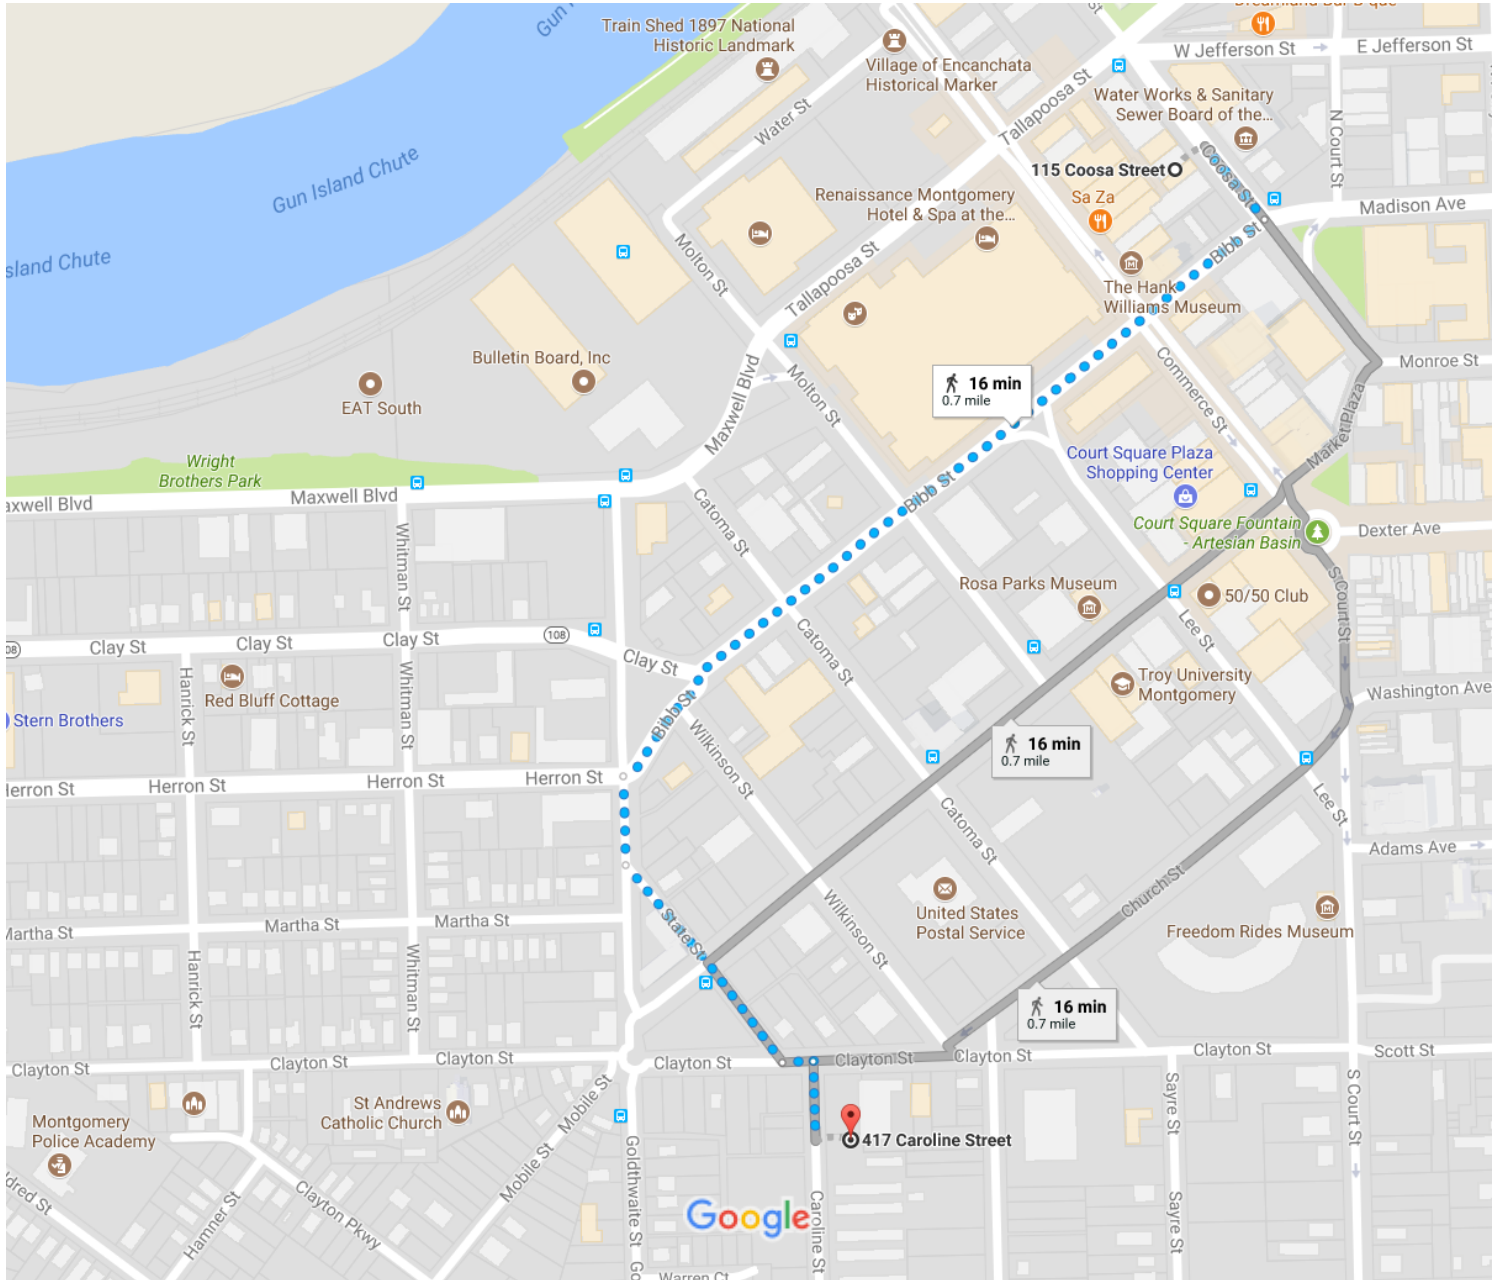 Gun I
Dreamland Bar-B-que
Train Shed 1897 National
Historic Landmark
Village of Encanchata
Historical Marker
W Jefferson St
E Jefferson St
Water Works & Sanitary
Sewer Board of the...
Tallapoosa St
Water St
N Court St
Gun Island Chute
115 Coosa Street
Coosa St
Renaissance Montgomery
Hotel & Spa at the...
Sa Za
Madison Ave
Bibb St
sland Chute
Molton St
Tallapoosa St
The Hank
Williams Museum
Bulletin Board, Inc
EAT South
Maxwell Blvd
Molton St
Commerce St
Monroe St
16 min
0.7 mile
Market Plaza
Wright
Brothers Park
Court Square Plaza
Shopping Center
axwell Blvd
Maxwell Blvd
Bibb St
Catoma St
Court Square Fountain
- Artesian Basin
Dexter Ave
Whitman St
Rosa Parks Museum
50/50 Club
S Court St
Lee St
08
Clay St
Clay St
Clay St
108
Clay St
Catoma St
Red Bluff Cottage
Hanrick St
Whitman St
Troy University
Montgomery
Washington Ave
Stern Brothers
Bibb St
Wilkinson St
16 min
0.7 mile
Herron St
Herron St
Herron St
Herron St
Lee St
Catoma St
Adams Ave
Church St
United States
Postal Service
Freedom Rides Museum
Martha St
Martha St
Martha St
State St
Wilkinson St
Hanrick St
Whitman St
16 min
0.7 mile
Clayton St
Clayton St
Clayton St
Clayton St
Clayton St
Clayton St
Clayton St
Scott St
Montgomery
Police Academy
St Andrews
Catholic Church
Mobile St
Mobile St
417 Caroline Street
Sayre St
S Court St
Goldthwaite St
Caroline St
Sayre St
dred St
Hamner St
Clayton Pkwy
Google
Go
Warren Ct